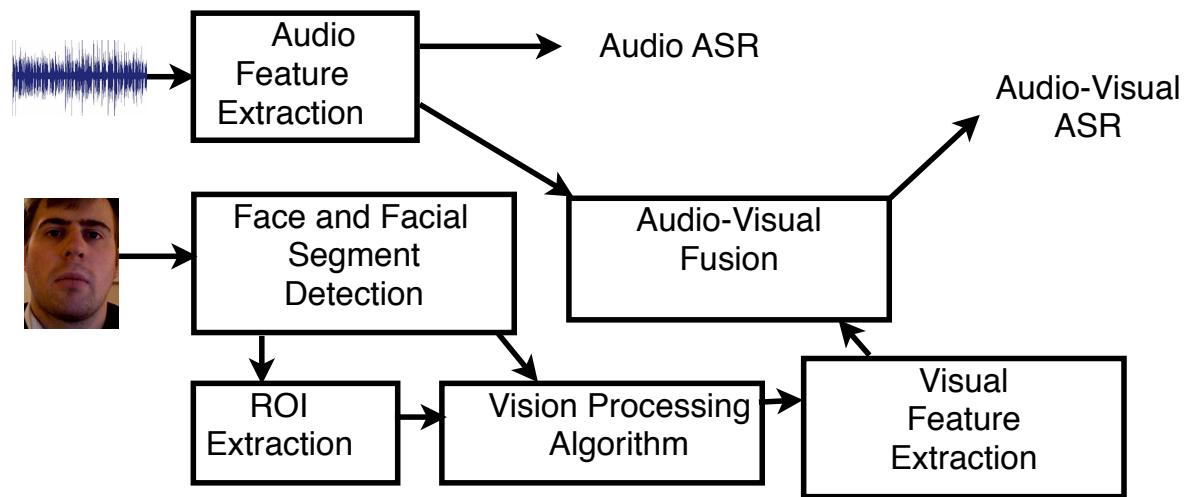 Audio
Feature
Extraction
Audio ASR
Audio-Visual
ASR
Face and Facial
Segment
Detection
Audio-Visual
Fusion
ROI
Extraction
Vision Processing
Algorithm
Visual
Feature
Extraction